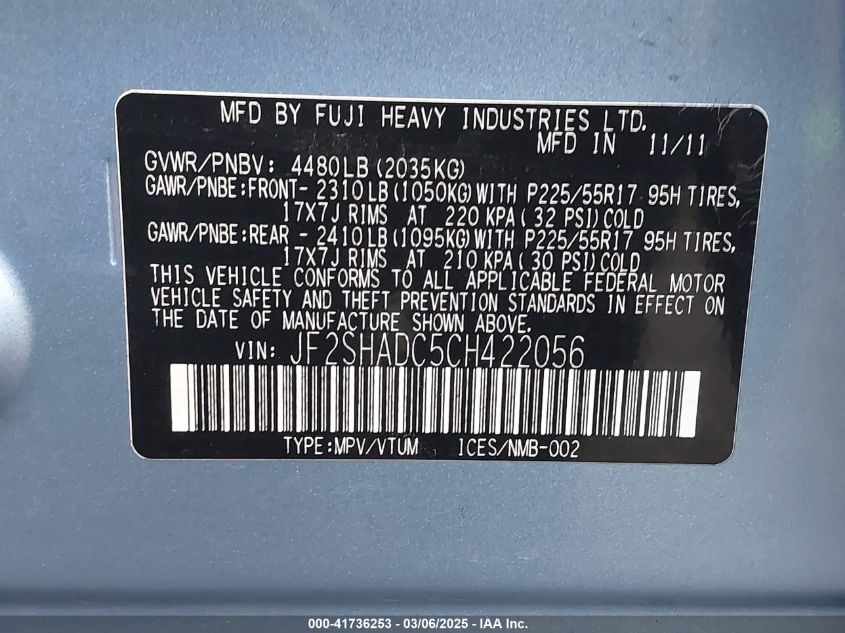 MFD BY FUJI HEAVY INDUSTRIES LTD.
MFD IN 11/11
GVWR/PNBV: 4480LB (2035KG)
GAWR/PNBE:FRONT- 2310LB(1050KG)WITH P225/55R17 95H TIRES,
17X7J RIMS AT 220 KPA( 32 PSI)COLD
GAWR/PNBE:REAR - 2410LB(1095KG)WITH P225/55R17 95H TIRES,
17X7J RIMS AT 210 KPA( 30 PSI)COLD
THIS VEHICLE CONFORMS TO ALL APPLICABLE FEDERAL MOTOR
VEHICLE SAFETY AND THEFT PREVENTION STANDARDS IN EFFECT ON
THE DATE OF MANUFACTURE SHOWN ABOVE.
VIN: JF2SHADC5CH422056
TYPE:MPV/VTUM ICES/NMB-002
000-41736253 - 03/06/2025 - IAA Inc.